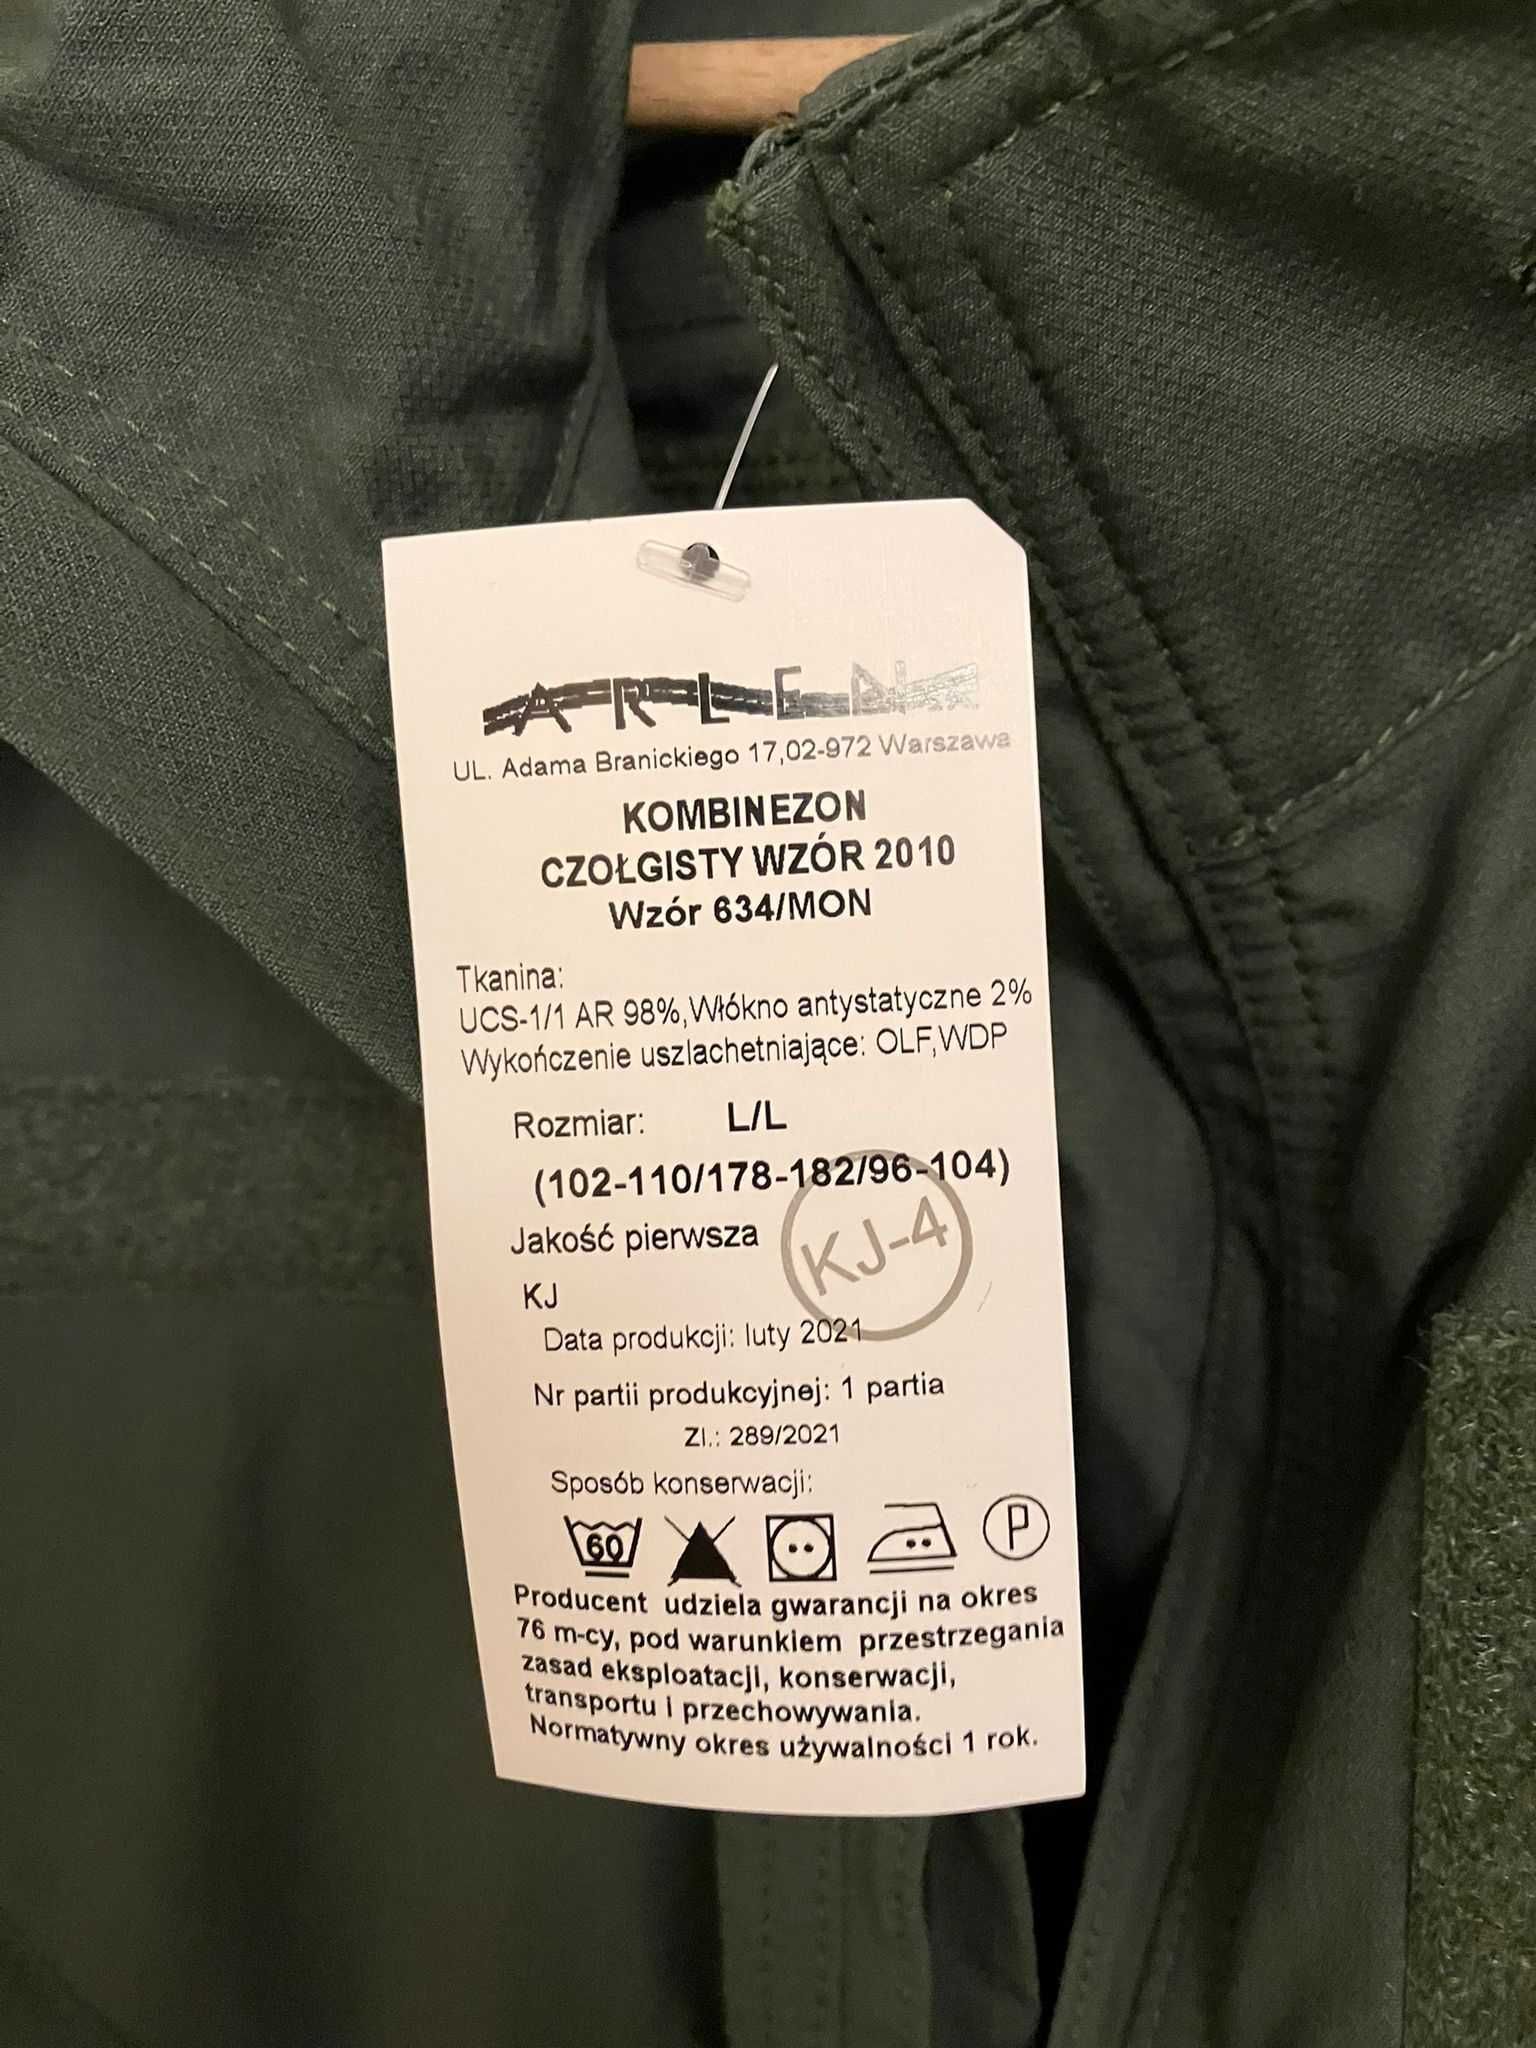 ARLEN
UL. Adama Branickiego 17,02-972 Warszawa
KOMBINEZON
CZOŁGISTY WZÓR 2010
Wzór 634/MON
Tkanina:
UCS-1/1 AR 98%,Włókno antystatyczne 2%
Wykończenie uszlachetniające: OLF,WDP
Rozmiar: L/L
(102-110/178-182/96-104)
Jakość pierwsza
KJ-4
KJ
Data produkcji: luty 2021
Nr partii produkcyjnej: 1 partia
Zl.: 289/2021
Sposób konserwacji:
60 P
Producent udziela gwarancji na okres
76 m-cy, pod warunkiem przestrzegania
zasad eksploatacji, konserwacji,
transportu i przechowywania.
Normatywny okres używalności 1 rok.